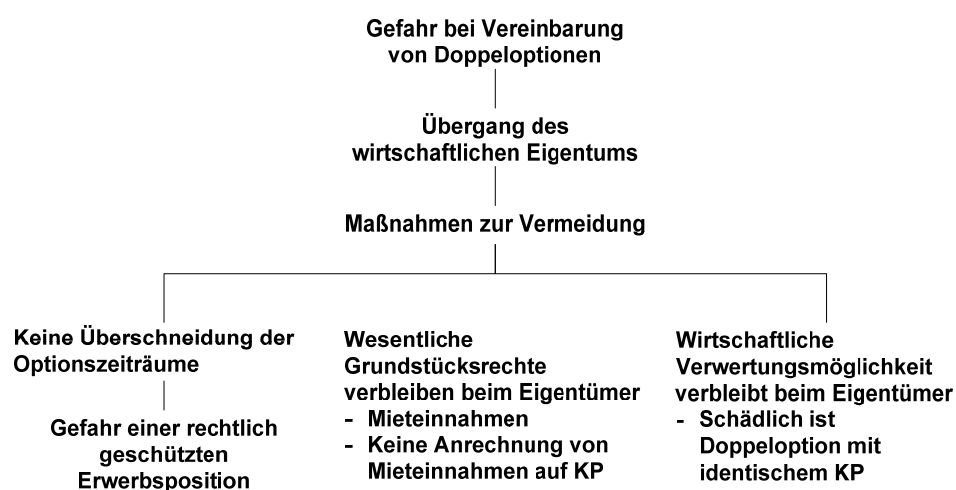 Gefahr bei Vereinbarung
von Doppeloptionen
Übergang des
wirtschaftlichen Eigentums
Maßnahmen zur Vermeidung
Keine Überschneidung der
Optionszeiträume
Gefahr einer rechtlich
geschützten
Erwerbsposition
Wesentliche
Grundstücksrechte
verbleiben beim Eigentümer
- Mieteinnahmen
- Keine Anrechnung von
Mieteinnahmen auf KP
Wirtschaftliche
Verwertungsmöglichkeit
verbleibt beim Eigentümer
- Schädlich ist
Doppeloption mit
identischem KP